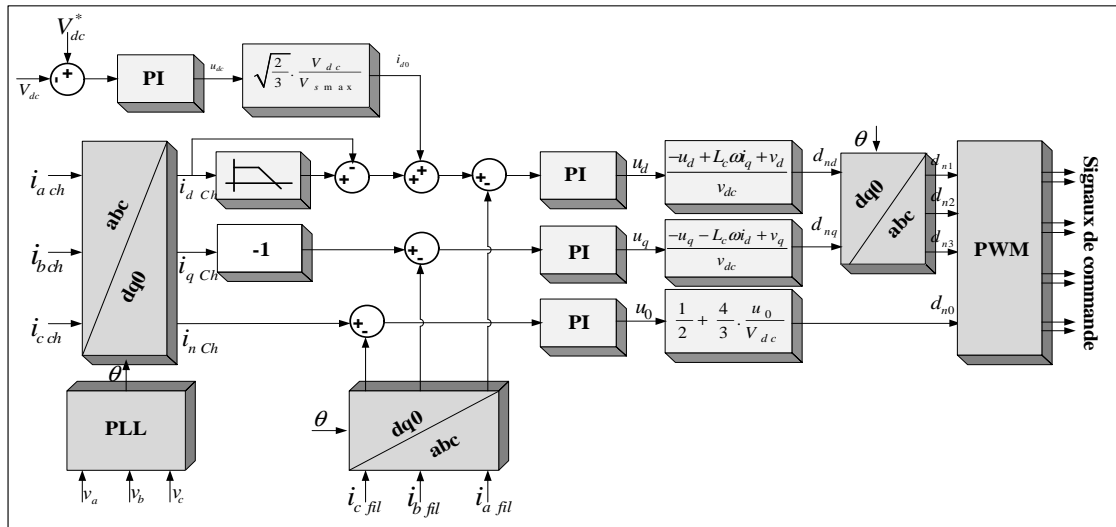 V*dc
+
-
Vdc
PI
udc
√(2/3) · Vdc / Vs max
id0
ia ch
ib ch
ic ch
abc
dq0
id Ch
iq Ch
in Ch
-1
+
-
+
+
+
-
+
-
+
-
PI
ud
(-ud + Lcωiq + vd) / vdc
dnd
PI
uq
(-uq - Lcωid + vq) / vdc
dnq
PI
u0
1/2 + 4/3 · u0 / Vdc
θ
dq0
abc
dn1
dn2
dn3
dn0
PWM
Signaux de commande
θ
PLL
va
vb
vc
θ
dq0
abc
ic fil
ib fil
ia fil